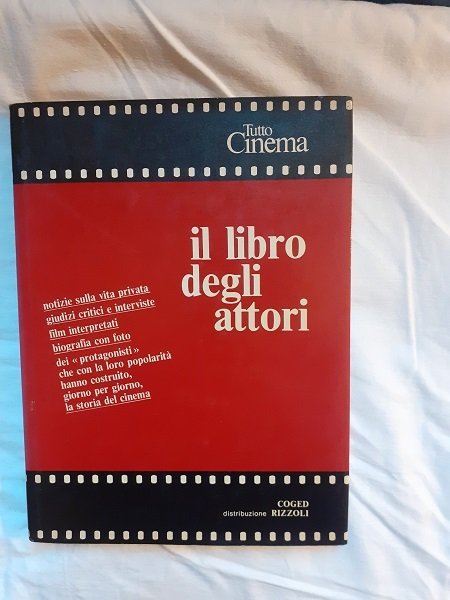 Tutto
Cinema
il libro
degli
attori
notizie sulla vita privata
giudizi critici e interviste
film interpretati
biografia con foto
dei «protagonisti»
che con la loro popolarità
hanno costruito,
giorno per giorno,
la storia del cinema
COGED
distribuzione RIZZOLI